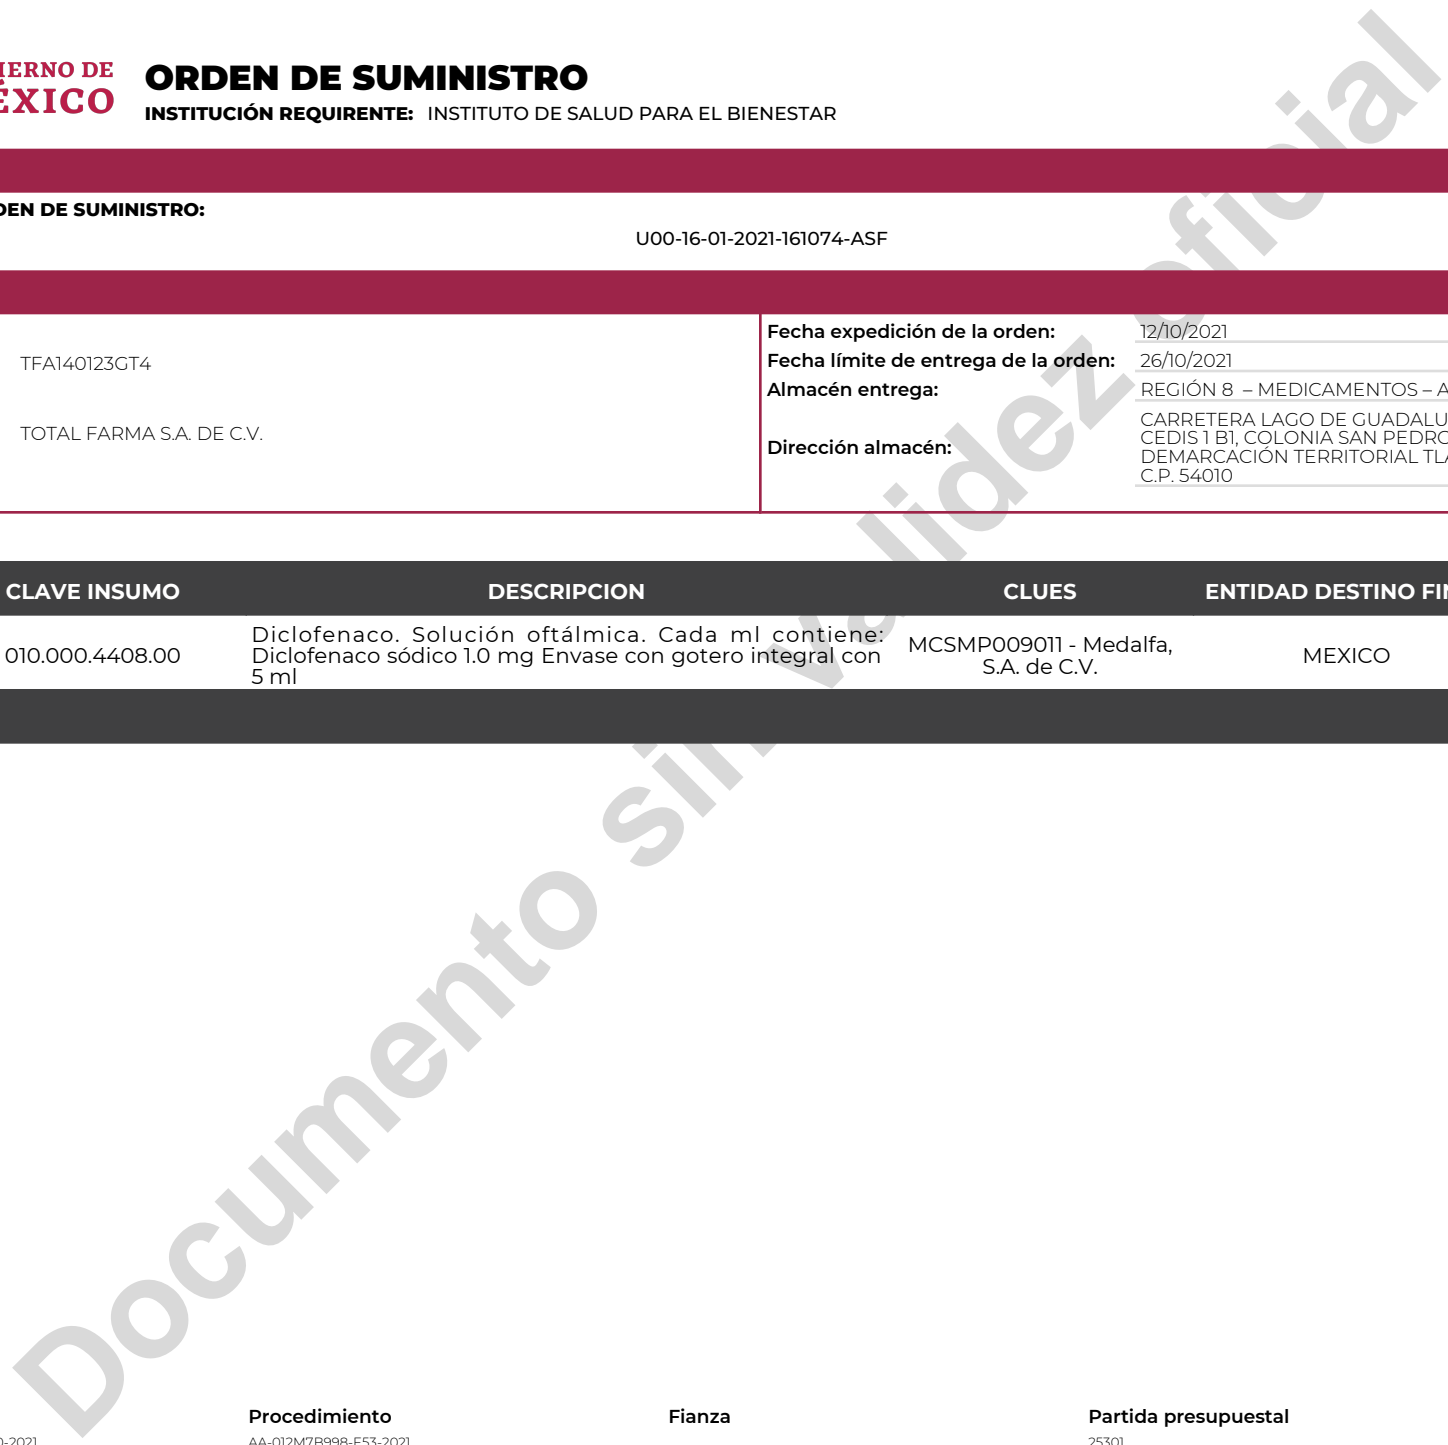 IERNO DE
ÉXICO
ORDEN DE SUMINISTRO
INSTITUCIÓN REQUIRENTE: INSTITUTO DE SALUD PARA EL BIENESTAR
DEN DE SUMINISTRO:
U00-16-01-2021-161074-ASF
TFA140123GT4
TOTAL FARMA S.A. DE C.V.
Fecha expedición de la orden: 12/10/2021
Fecha límite de entrega de la orden: 26/10/2021
Almacén entrega: REGIÓN 8 – MEDICAMENTOS – A
Dirección almacén:
CARRETERA LAGO DE GUADALU
CEDIS 1 B1, COLONIA SAN PEDRO
DEMARCACIÓN TERRITORIAL TLA
C.P. 54010
CLAVE INSUMO DESCRIPCION CLUES ENTIDAD DESTINO FIN
010.000.4408.00
Diclofenaco. Solución oftálmica. Cada ml contiene:
Diclofenaco sódico 1.0 mg Envase con gotero integral con
5 ml
MCSMP009011 - Medalfa,
S.A. de C.V.
MEXICO
Documento sin validez oficial
Procedimiento Fianza Partida presupuestal
0-2021 AA-012M7B998-E53-2021 25301